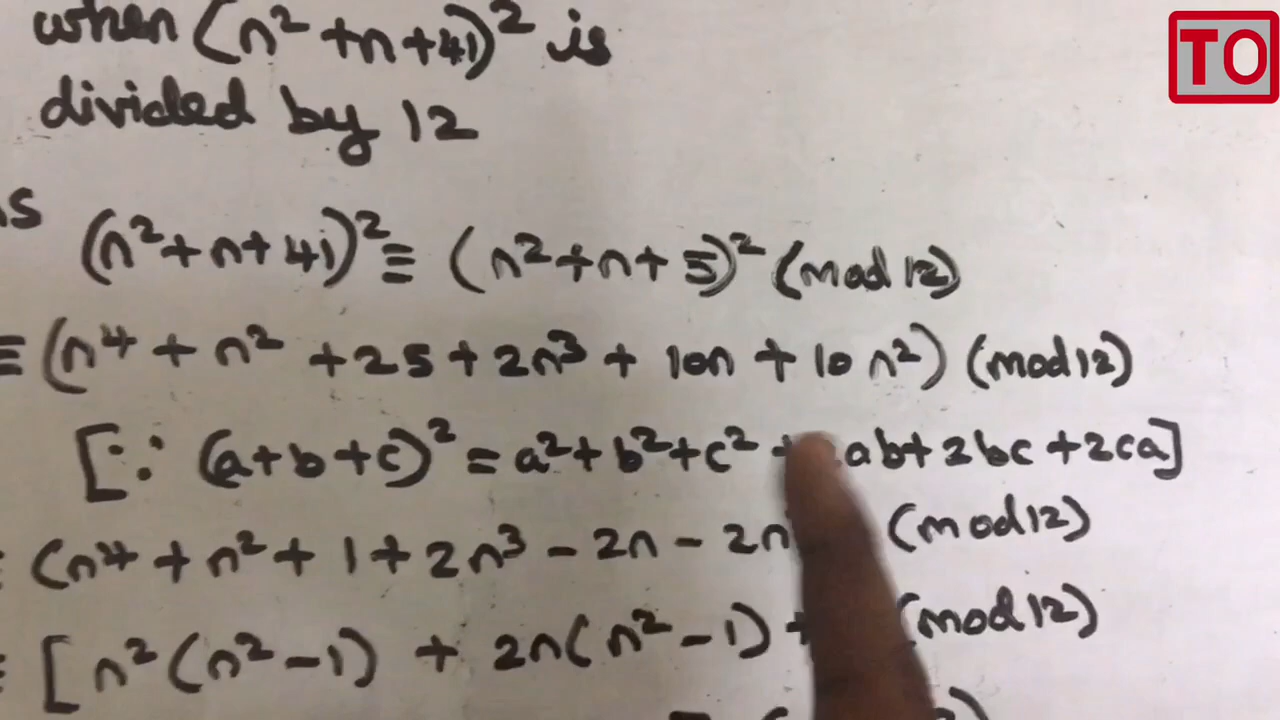 TO
when (n² + n + 41)² is
divided by 12
(n² + n + 41)² ≡ (n² + n + 5)² (mod 12)
≡ (n⁴ + n² + 25 + 2n³ + 10n + 10n²) (mod 12)
[∵ (a+b+c)² = a² + b² + c² + ab + 2bc + 2ca]
(n⁴ + n² + 1 + 2n³ - 2n - 2n (mod 12)
[n²(n² - 1) + 2n(n² - 1) + (mod 12)